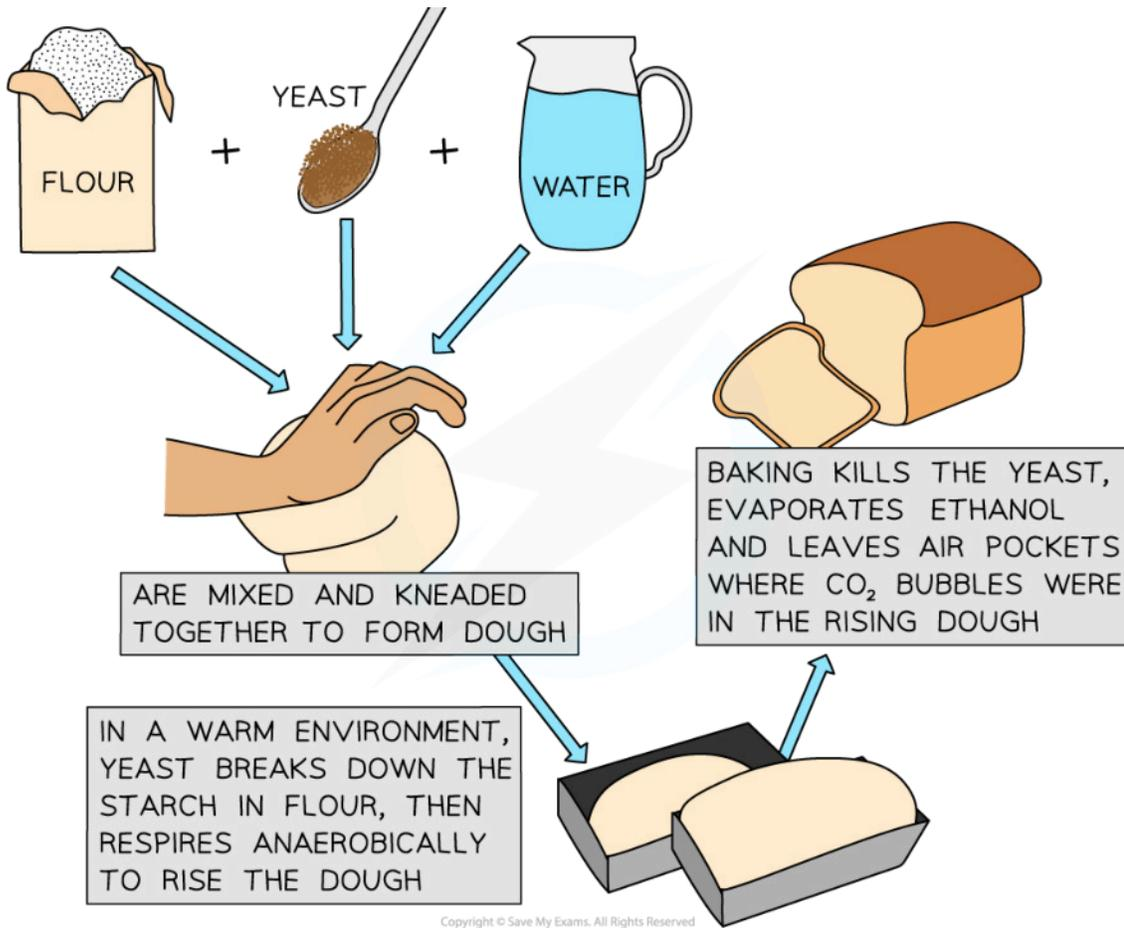 YEAST
+
+
FLOUR
WATER
ARE MIXED AND KNEADED
TOGETHER TO FORM DOUGH
IN A WARM ENVIRONMENT,
YEAST BREAKS DOWN THE
STARCH IN FLOUR, THEN
RESPIRES ANAEROBICALLY
TO RISE THE DOUGH
BAKING KILLS THE YEAST,
EVAPORATES ETHANOL
AND LEAVES AIR POCKETS
WHERE CO₂ BUBBLES WERE
IN THE RISING DOUGH
Copyright © Save My Exams. All Rights Reserved